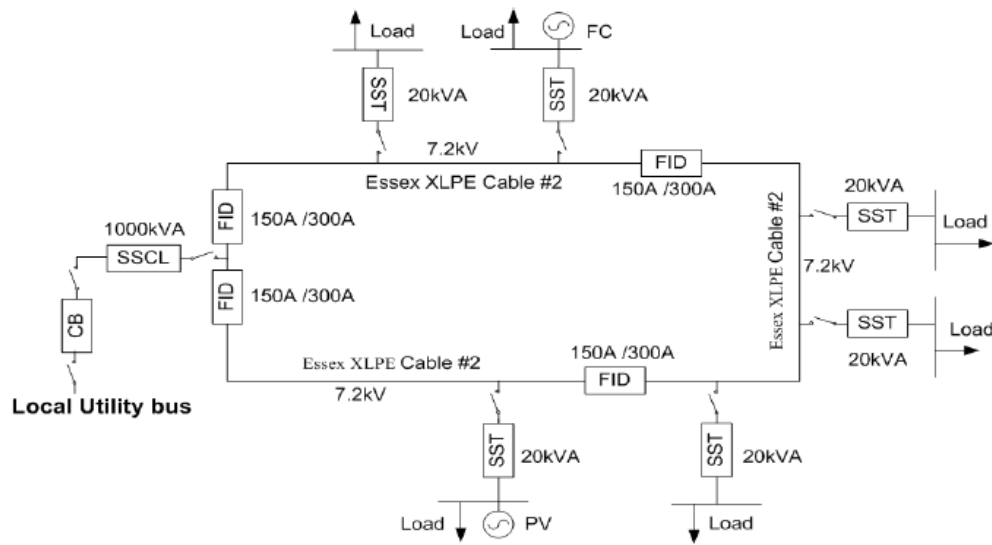 Load
Load
FC
SST
20kVA
SST
20kVA
7.2kV
Essex XLPE Cable #2
FID
150A /300A
FID
150A /300A
1000kVA
SSCL
FID
150A /300A
CB
Local Utility bus
Essex XLPE Cable #2
7.2kV
20kVA
SST
Load
SST
20kVA
Load
Essex XLPE Cable #2
7.2kV
150A /300A
FID
SST
20kVA
SST
20kVA
Load
PV
Load